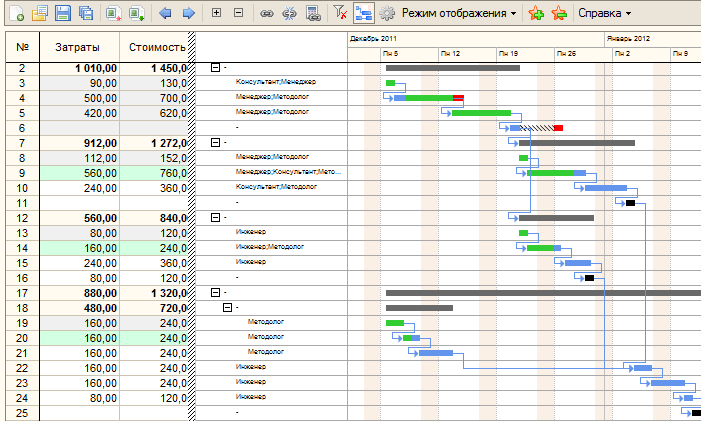 Режим отображения Справка
№ Затраты Стоимость Декабрь 2011 Январь 2012
Пн 5 Пн 12 Пн 19 Пн 26 Пн 2 Пн 9
2 1 010,00 1 450,0 -
3 90,00 130,0 Консультант;Менеджер
4 500,00 700,0 Менеджер;Методолог
5 420,00 620,0 Менеджер;Методолог
6 -
7 912,00 1 272,0 -
8 112,00 152,0 Менеджер;Методолог
9 560,00 760,0 Менеджер;Консультант;Мето...
10 240,00 360,0 Консультант;Методолог
11 -
12 560,00 840,0 -
13 80,00 120,0 Инженер
14 160,00 240,0 Инженер;Методолог
15 240,00 360,0 Инженер
16 80,00 120,0 -
17 880,00 1 320,0 -
18 480,00 720,0 -
19 160,00 240,0 Методолог
20 160,00 240,0 Методолог
21 160,00 240,0 Методолог
22 160,00 240,0 Инженер
23 160,00 240,0 Инженер
24 80,00 120,0 Инженер
25 -